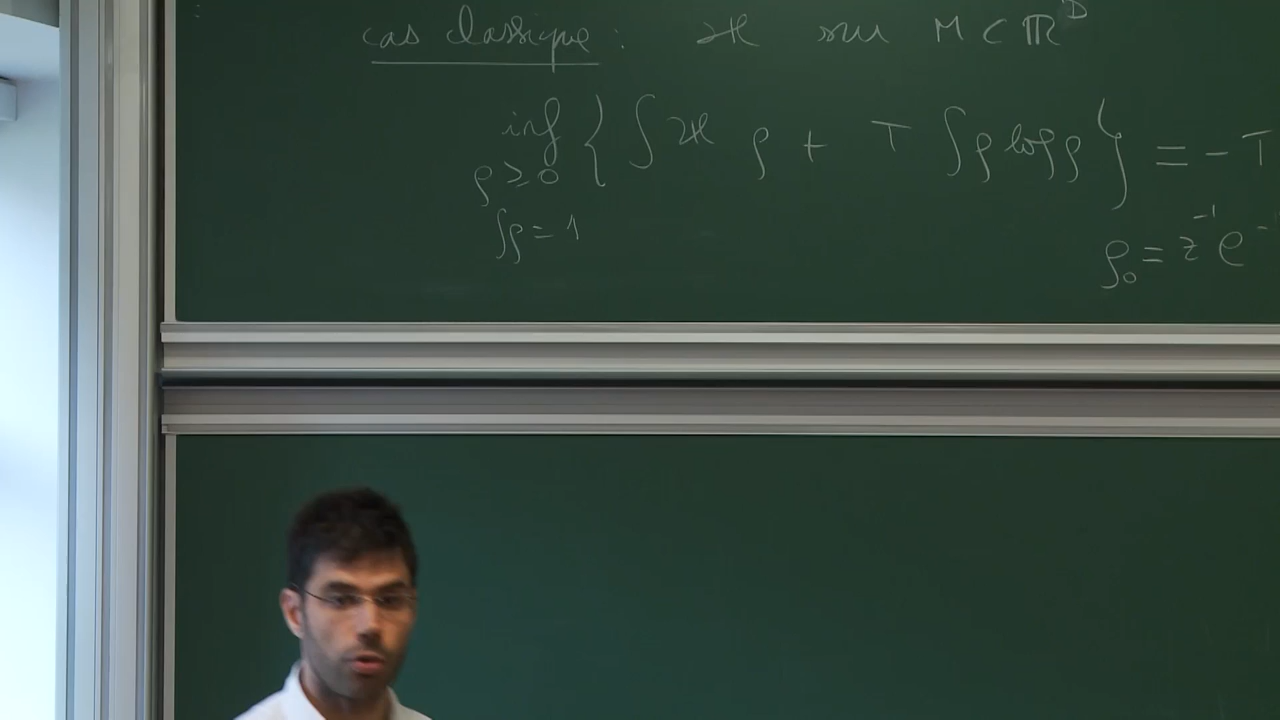 cas classique : ℋ sur M ⊂ ℝ^D
inf { ∫ ℋ ρ + T ∫ ρ log ρ } = - T
ρ ≥ 0
∫ρ = 1
ρ₀ = z⁻¹ e⁻